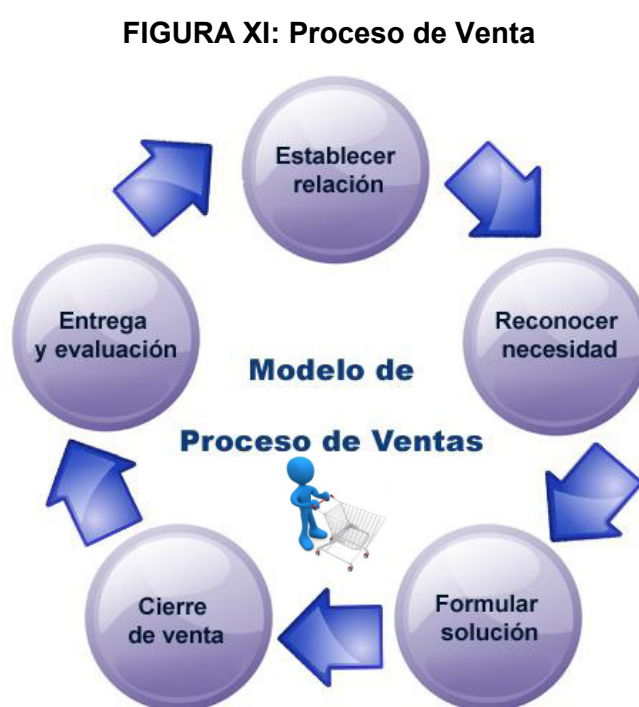 FIGURA XI: Proceso de Venta
Establecer
relación
Reconocer
necesidad
Formular
solución
Cierre
de venta
Entrega
y evaluación
Modelo de
Proceso de Ventas